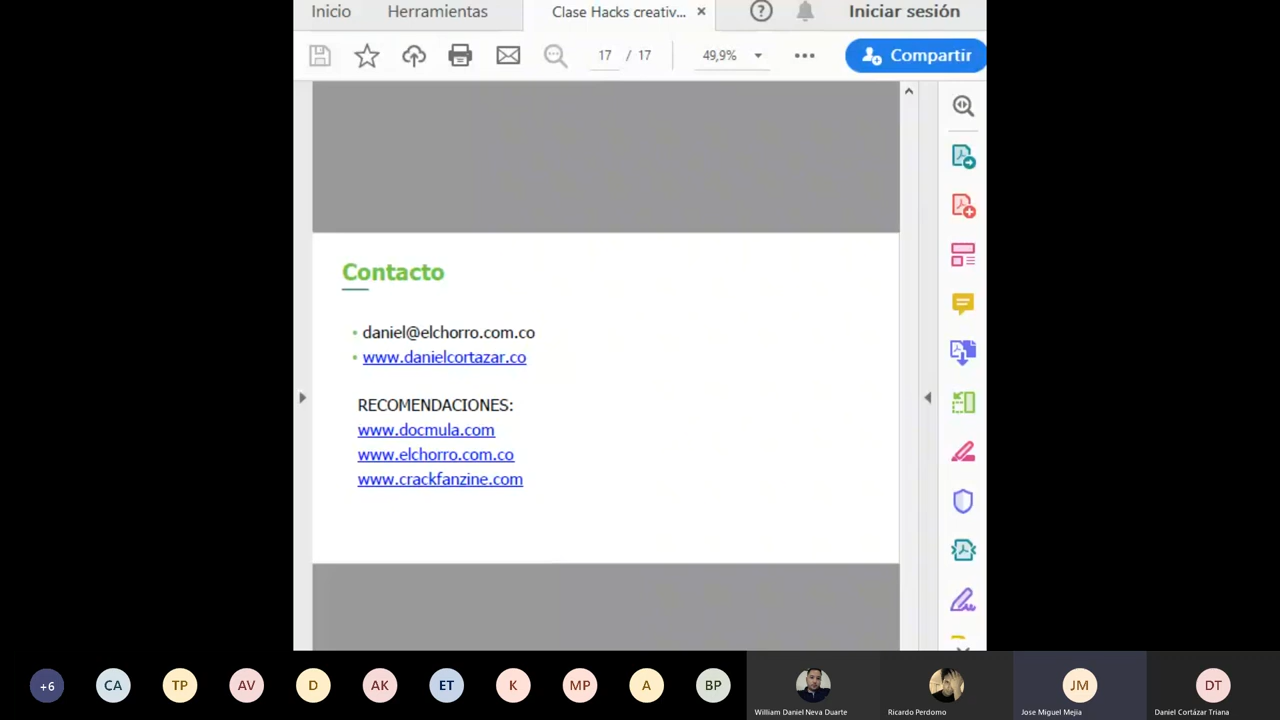 Inicio Herramientas Clase Hacks creativ... × ? Iniciar sesión
17 / 17 49,9% Compartir
Contacto
• daniel@elchorro.com.co
• www.danielcortazar.co
RECOMENDACIONES:
www.docmula.com
www.elchorro.com.co
www.crackfanzine.com
+6 CA TP AV D AK ET K MP A BP JM DT
William Daniel Neva Duarte Ricardo Perdomo Jose Miguel Mejia Daniel Cortázar Triana